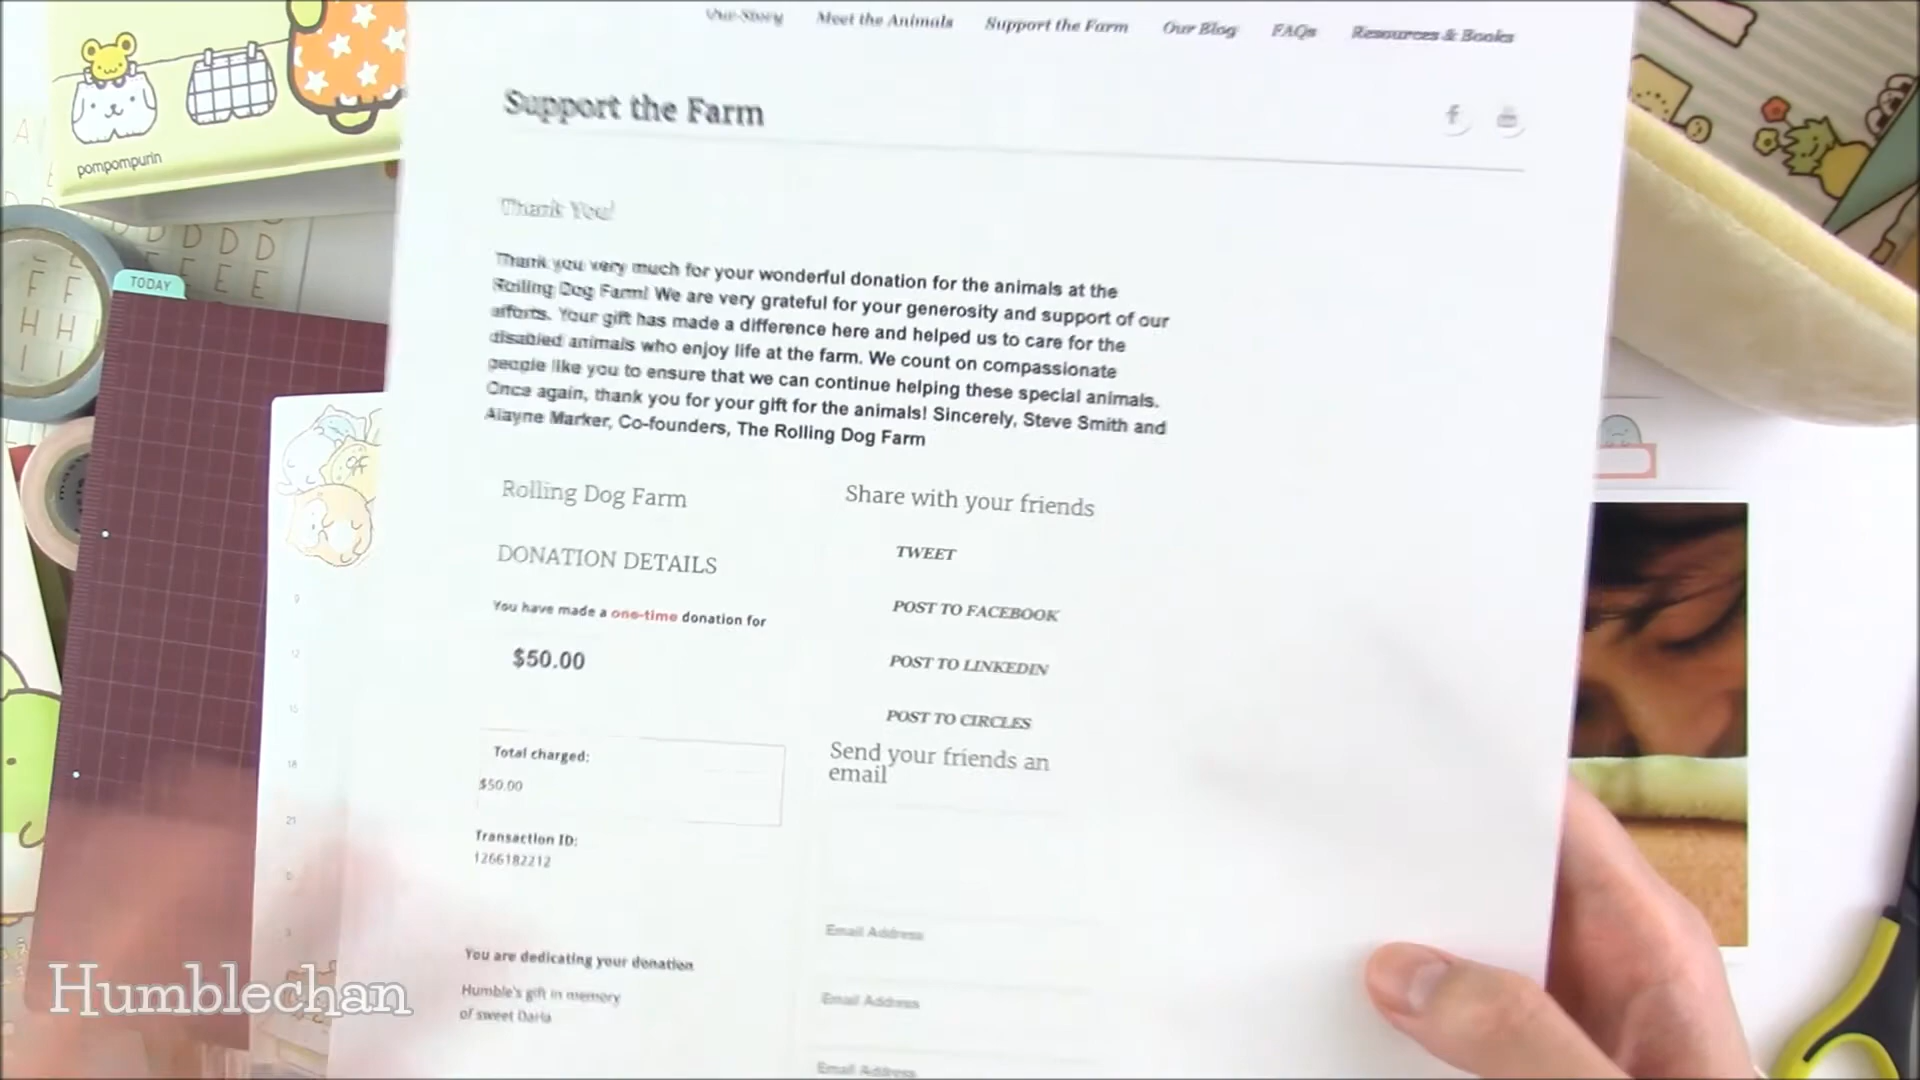 Our Story Meet the Animals Support the Farm Our Blog FAQs Resources & Books
Support the Farm
pompompurin
TODAY
Thank You!
Thank you very much for your wonderful donation for the animals at the
Rolling Dog Farm! We are very grateful for your generosity and support of our
efforts. Your gift has made a difference here and helped us to care for the
disabled animals who enjoy life at the farm. We count on compassionate
people like you to ensure that we can continue helping these special animals.
Once again, thank you for your gift for the animals! Sincerely, Steve Smith and
Alayne Marker, Co-founders, The Rolling Dog Farm
Rolling Dog Farm
DONATION DETAILS
You have made a one-time donation for
$50.00
Total charged:
$50.00
Transaction ID:
1266182212
You are dedicating your donation
Humble's gift in memory
of sweet Darla
Share with your friends
TWEET
POST TO FACEBOOK
POST TO LINKEDIN
POST TO CIRCLES
Send your friends an
email
Email Address
Email Address
Email Address
Humblechan